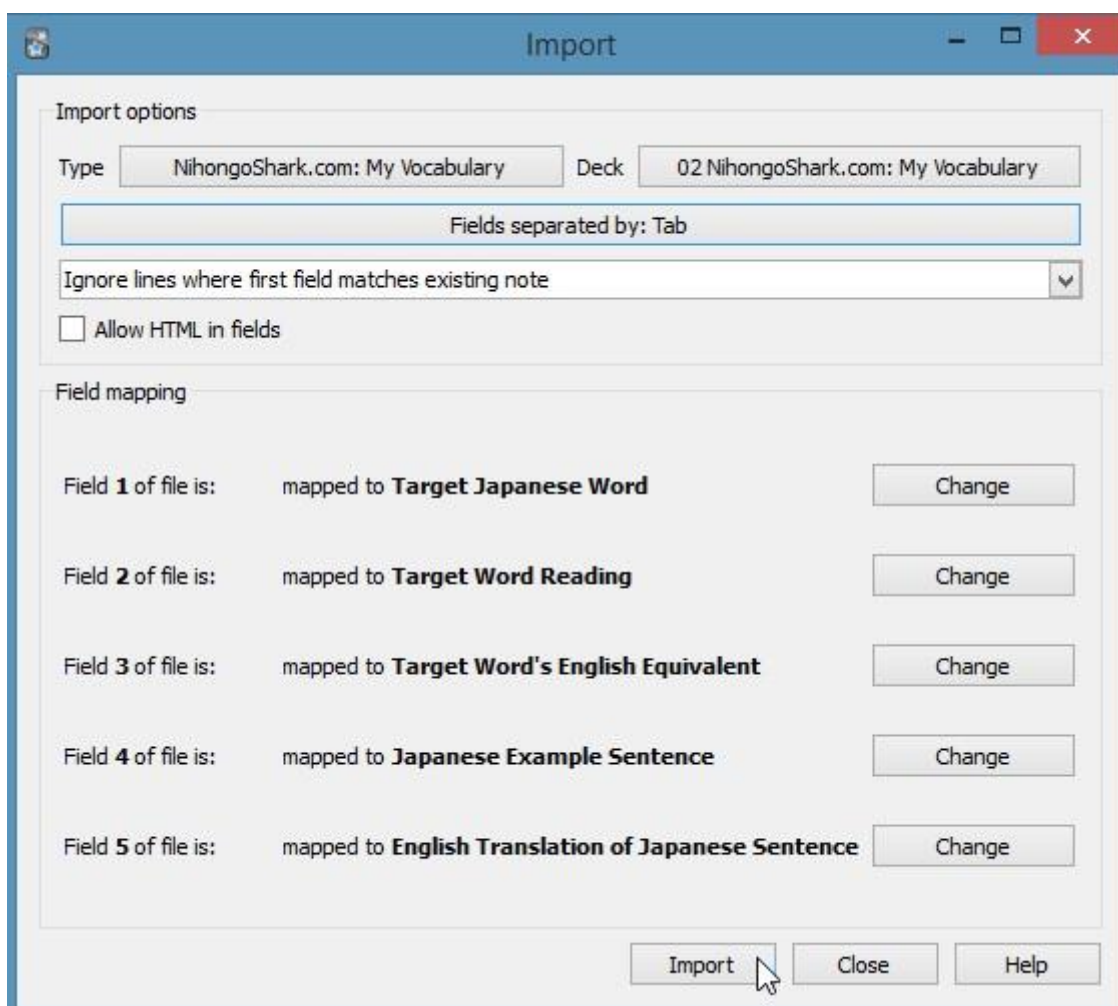 Import
Import options
Type NihongoShark.com: My Vocabulary Deck 02 NihongoShark.com: My Vocabulary
Fields separated by: Tab
Ignore lines where first field matches existing note
Allow HTML in fields
Field mapping
Field 1 of file is: mapped to Target Japanese Word Change
Field 2 of file is: mapped to Target Word Reading Change
Field 3 of file is: mapped to Target Word's English Equivalent Change
Field 4 of file is: mapped to Japanese Example Sentence Change
Field 5 of file is: mapped to English Translation of Japanese Sentence Change
Import Close Help